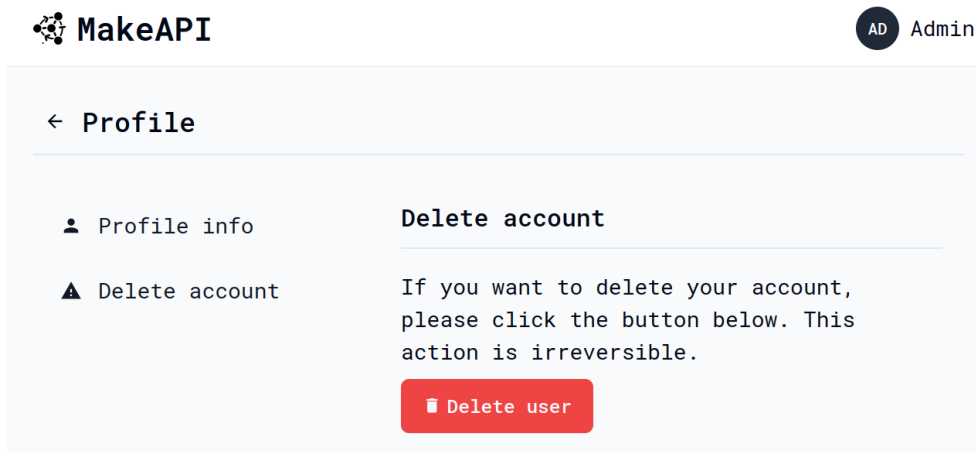 MakeAPI
AD Admin
Profile
Profile info
Delete account
Delete account
If you want to delete your account,
please click the button below. This
action is irreversible.
Delete user